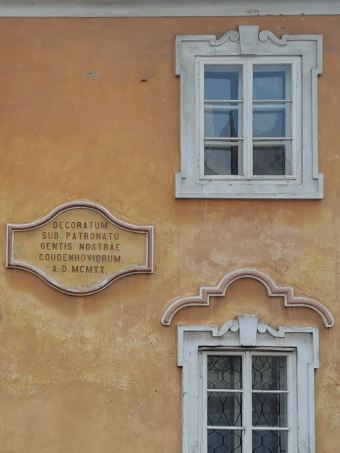 DECORATUM
SUB PATRONATU
GENTIS NOSTRAE
COUDENHOVIORUM
A.D. MCMXX.